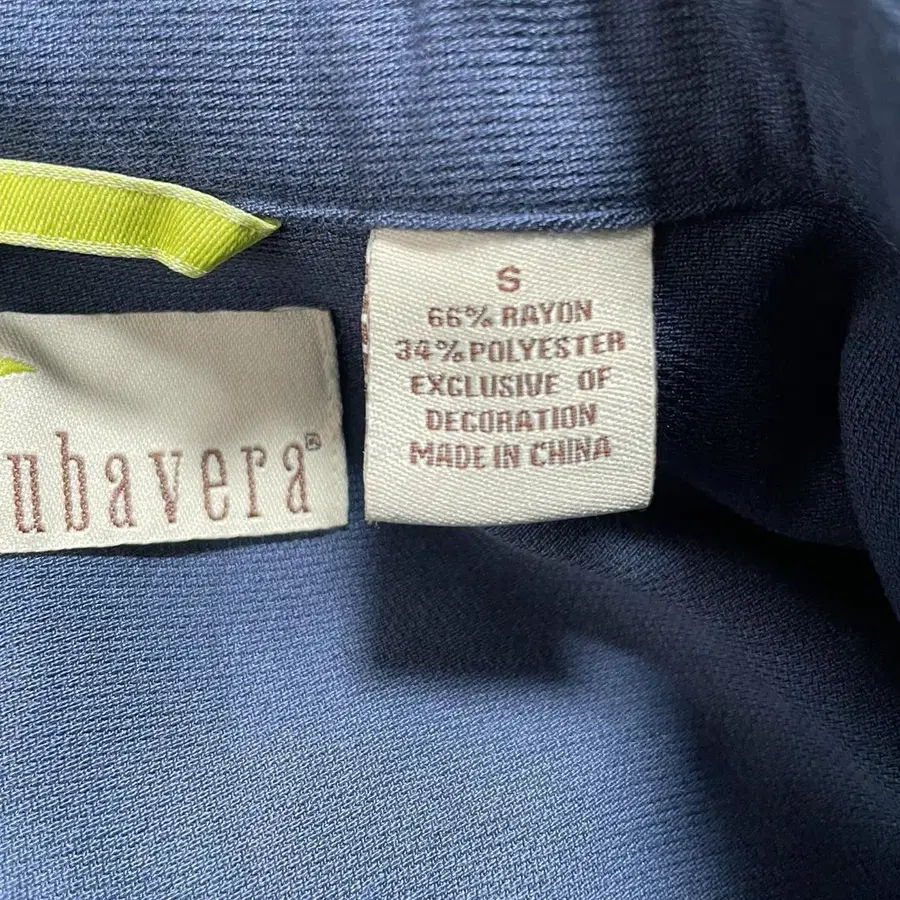 ubavera®
S
66% RAYON
34% POLYESTER
EXCLUSIVE OF
DECORATION
MADE IN CHINA